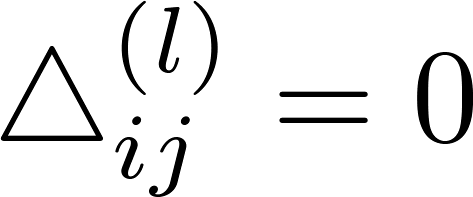 △_{ij}^{(l)} = 0